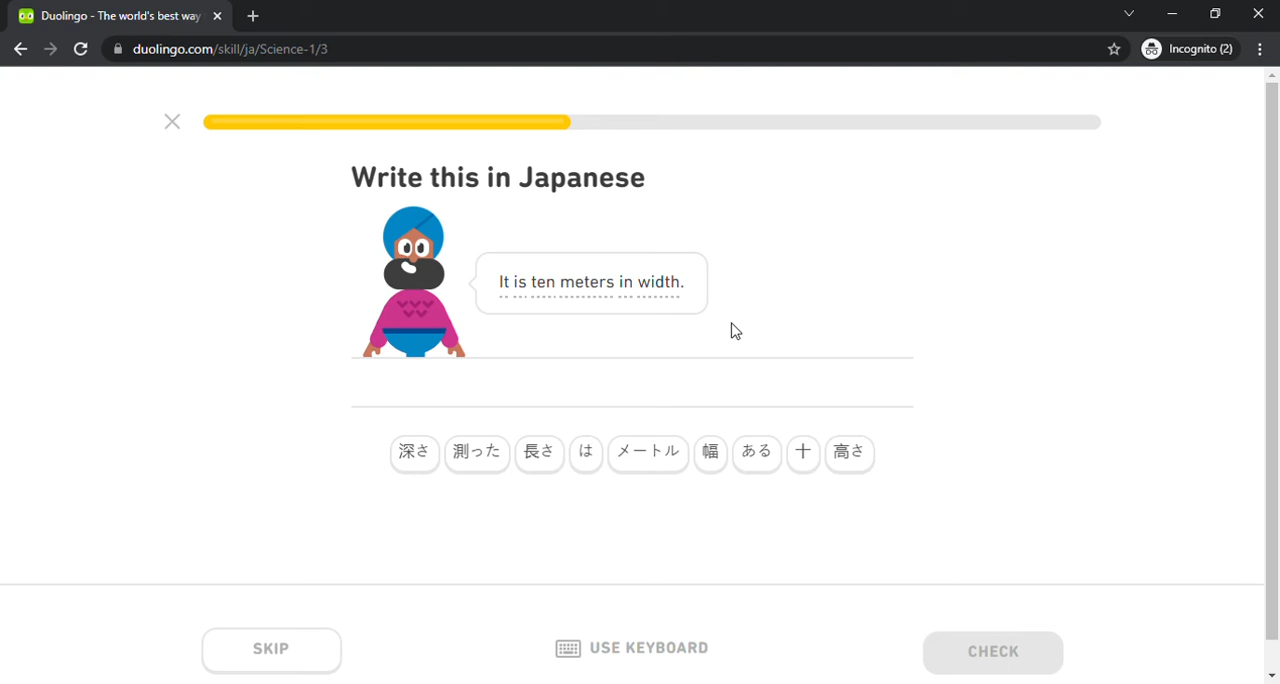 Duolingo - The world's best way
duolingo.com/skill/ja/Science-1/3
Incognito (2)
Write this in Japanese
It is ten meters in width.
深さ 測った 長さ は メートル 幅 ある 十 高さ
SKIP
USE KEYBOARD
CHECK